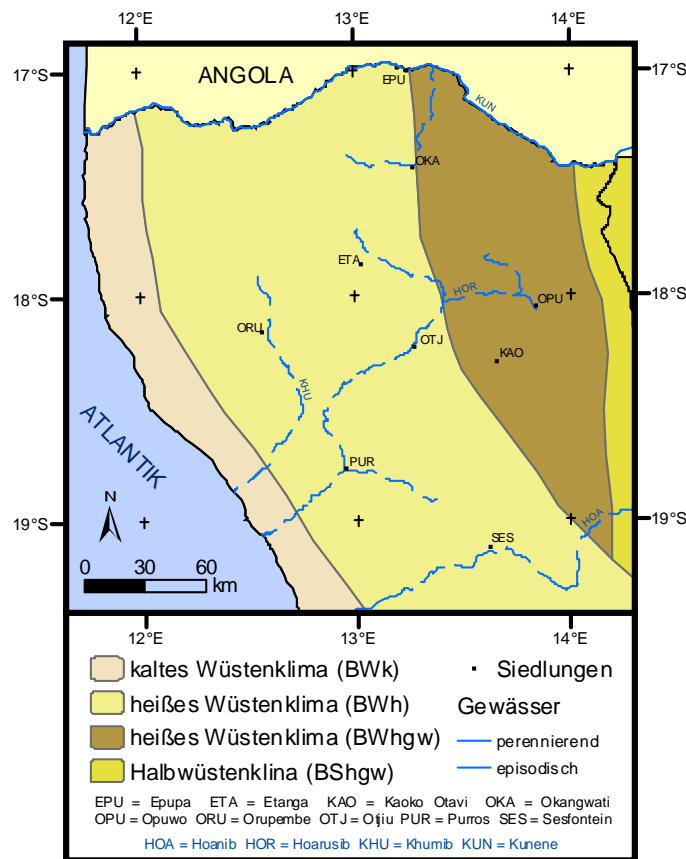 12°E 13°E 14°E
17°S 17°S
ANGOLA
EPU
KUN
OKA
ETA
HOR
18°S 18°S
OPU
ORU
OTJ
KAO
KHU
ATLANTIK
PUR
N
HOA
19°S 19°S
SES
0 30 60
km
12°E 13°E 14°E
kaltes Wüstenklima (BWk)
heißes Wüstenklima (BWh)
heißes Wüstenklima (BWhgw)
Halbwüstenklina (BShgw)
Siedlungen
Gewässer
perennierend
episodisch
EPU = Epupa ETA = Etanga KAO = Kaoko Otavi OKA = Okangwati
OPU = Opuwo ORU = Orupembe OTJ = Otjiu PUR = Purros SES = Sesfontein
HOA = Hoanib HOR = Hoarusib KHU = Khumib KUN = Kunene